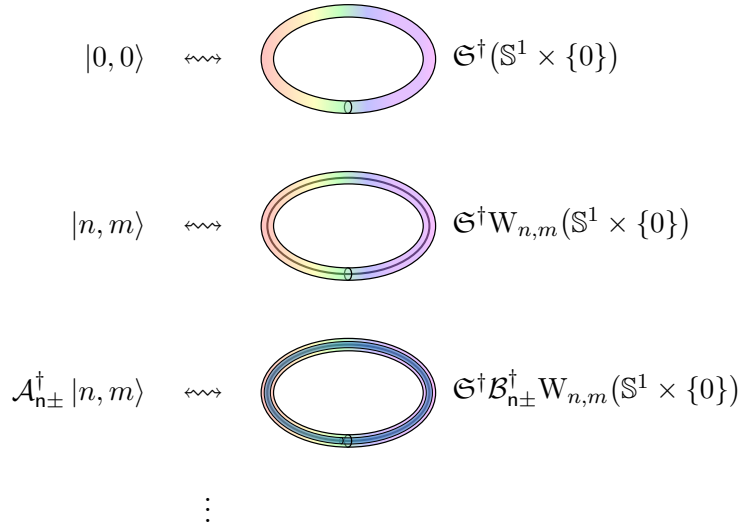 |0, 0⟩ ↭ 𝕾†(𝕊¹ × {0})
|n, m⟩ ↭ 𝕾†W_{n,m}(𝕊¹ × {0})
𝒜†_{n±} |n, m⟩ ↭ 𝕾†ℬ†_{n±}W_{n,m}(𝕊¹ × {0})
⋮